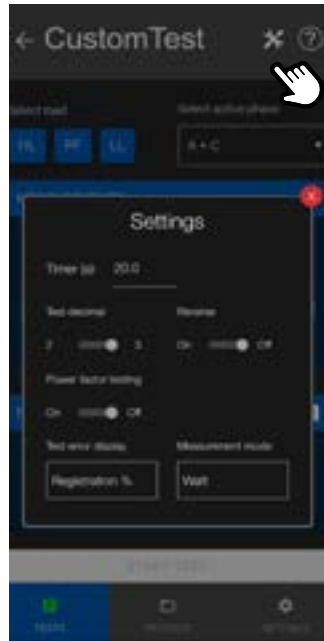 ← CustomTest
?
Select load
Select active phase
HL PF LL
A + C
x
Settings
Timer (s) 20.0
Test decimal Reverse
2 3 On Off
Power factor testing
On Off
Test error display Measurement mode
Registration % Watt
START TEST
TESTS SETTINGS